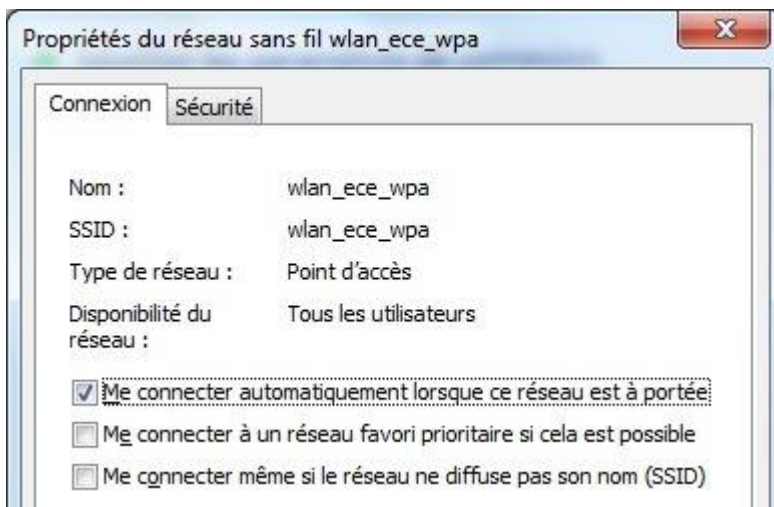 Propriétés du réseau sans fil wlan_ece_wpa
Connexion Sécurité
Nom : wlan_ece_wpa
SSID : wlan_ece_wpa
Type de réseau : Point d'accès
Disponibilité du Tous les utilisateurs
réseau :
Me connecter automatiquement lorsque ce réseau est à portée
Me connecter à un réseau favori prioritaire si cela est possible
Me connecter même si le réseau ne diffuse pas son nom (SSID)